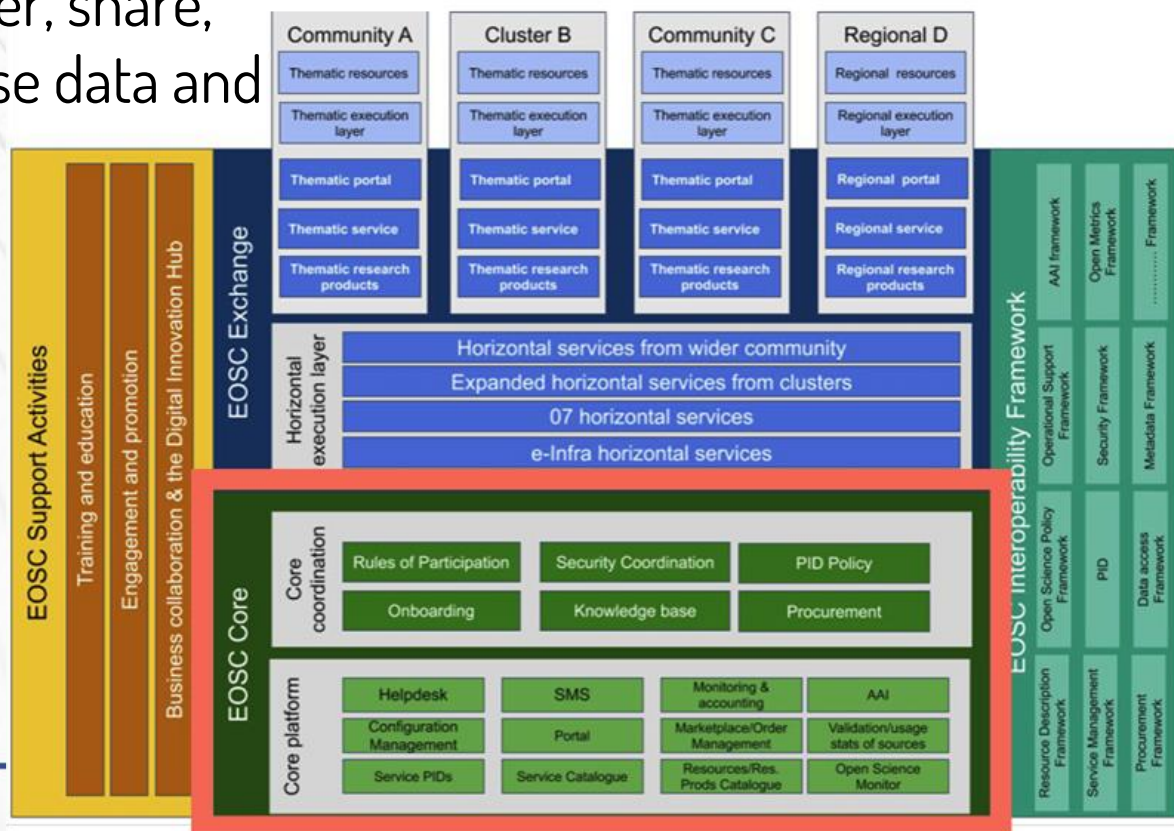 er, share,
se data and
Community A
Thematic resources
Thematic execution
layer
Thematic portal
Thematic service
Thematic research
products
Cluster B
Thematic resources
Thematic execution
layer
Thematic portal
Thematic service
Thematic research
products
Community C
Thematic resources
Thematic execution
layer
Thematic portal
Thematic service
Thematic research
products
Regional D
Regional resources
Regional execution
layer
Regional portal
Regional service
Regional research
products
EOSC Support Activities
Training and education
Engagement and promotion
Business collaboration & the Digital Innovation Hub
EOSC Exchange
Horizontal
execution layer
Horizontal services from wider community
Expanded horizontal services from clusters
07 horizontal services
e-Infra horizontal services
EOSC Core
Core
coordination
Rules of Participation
Security Coordination
PID Policy
Onboarding
Knowledge base
Procurement
Core platform
Helpdesk
SMS
Monitoring &
accounting
AAI
Configuration
Management
Portal
Marketplace/Order
Management
Validation/usage
stats of sources
Service PIDs
Service Catalogue
Resources/Res.
Prods Catalogue
Open Science
Monitor
EOSC Interoperability Framework
AAI framework
Open Metrics
Framework
............ Framework
Operational Support
Framework
Security Framework
Metadata Framework
Open Science Policy
Framework
PID
Data access
Framework
Resource Description
Framework
Service Management
Framework
Procurement
Framework